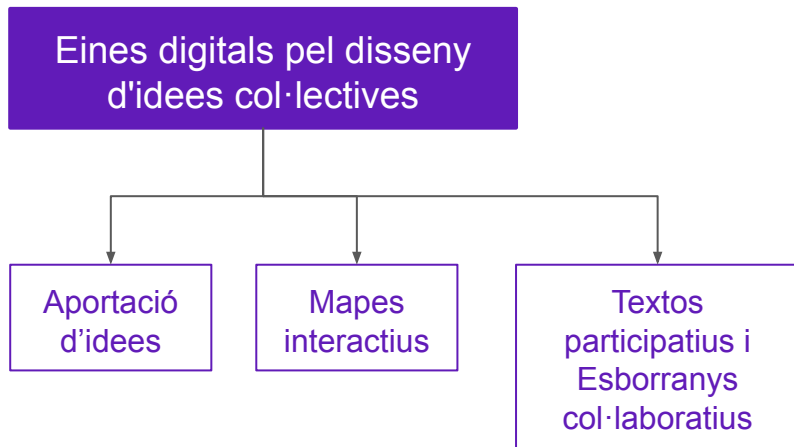 Eines digitals pel disseny
d'idees col·lectives
Aportació
d’idees
Mapes
interactius
Textos
participatius i
Esborranys
col·laboratius